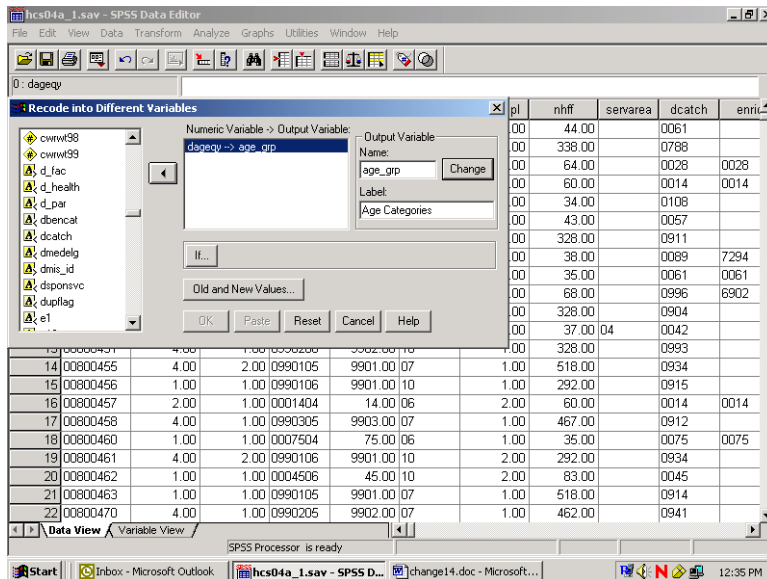 hcs04a_1.sav - SPSS Data Editor
File Edit View Data Transform Analyze Graphs Utilities Window Help
0 : dageqy
Recode into Different Variables
cwrwt98
cwrwt99
d_fac
d_health
d_par
dbencat
dcatch
dmedelg
dmis_id
dsponsvc
dupflag
e1
Numeric Variable -> Output Variable:
dageqy --> age_grp
Output Variable
Name:
age_grp
Change
Label:
Age Categories
If...
Old and New Values...
OK Paste Reset Cancel Help
pl nhff servarea dcatch enric
.00 44.00 0061
.00 338.00 0788
.00 64.00 0028 0028
.00 60.00 0014 0014
.00 34.00 0108
.00 43.00 0057
.00 328.00 0911
.00 38.00 0089 7294
.00 35.00 0061 0061
.00 68.00 0996 6902
.00 328.00 0904
.00 37.00 04 0042
13 00800451 4.00 1.00 0990200 9902.00 10 1.00 328.00 0993
14 00800455 4.00 2.00 0990105 9901.00 07 1.00 518.00 0934
15 00800456 1.00 1.00 0990106 9901.00 10 1.00 292.00 0915
16 00800457 2.00 1.00 0001404 14.00 06 2.00 60.00 0014 0014
17 00800458 4.00 1.00 0990305 9903.00 07 1.00 467.00 0912
18 00800460 1.00 1.00 0007504 75.00 06 1.00 35.00 0075 0075
19 00800461 4.00 2.00 0990106 9901.00 10 2.00 292.00 0934
20 00800462 1.00 1.00 0004506 45.00 10 2.00 83.00 0045
21 00800463 1.00 1.00 0990105 9901.00 07 1.00 518.00 0914
22 00800470 4.00 1.00 0990205 9902.00 07 1.00 462.00 0941
Data View Variable View
SPSS Processor is ready
Start Inbox - Microsoft Outlook hcs04a_1.sav - SPSS D... change14.doc - Microsoft... 12:35 PM